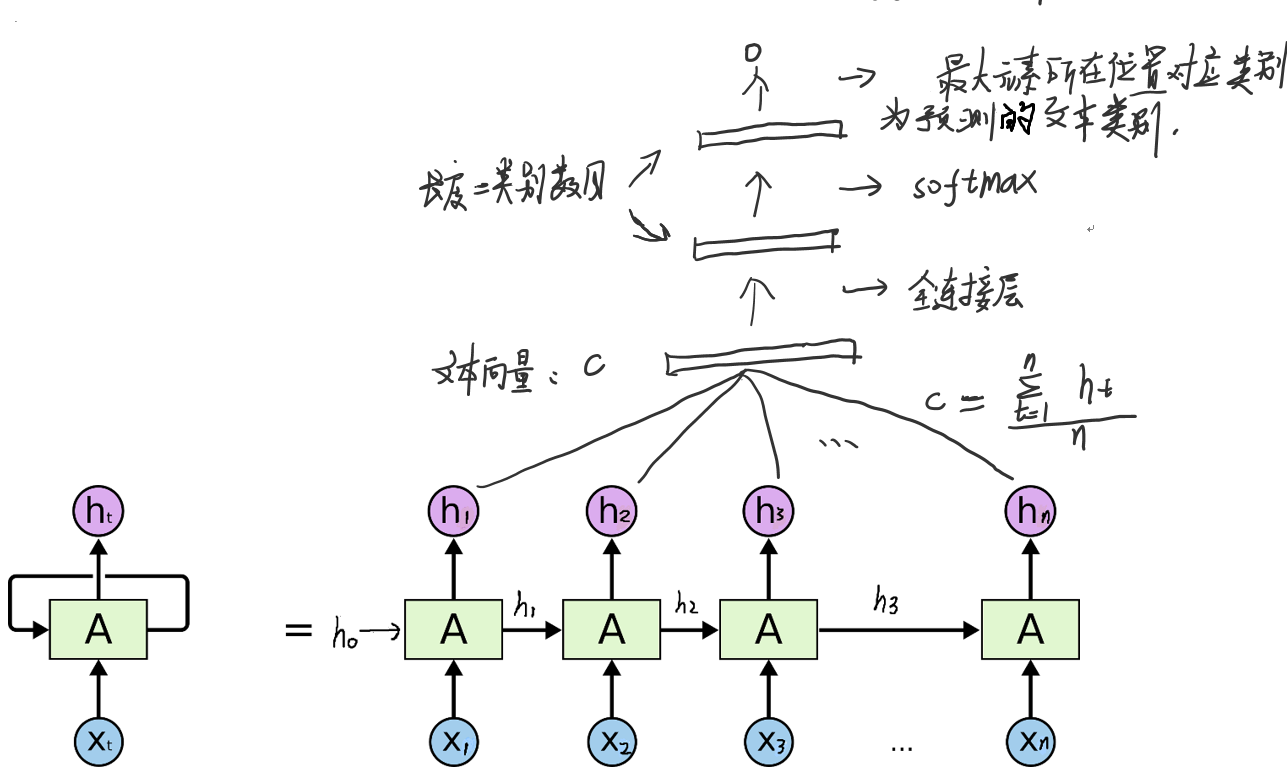 O → 最大元素所在位置对应类别
为预测的文本类别.
长度=类别数目
→ softmax
→ 全连接层
文本向量: C
C = \frac{\sum_{t=1}^{n} h_t}{n}
...
h_t
h_1 h_2 h_3 h_n
A = h_0 → A h_1 A h_2 A h_3 A
x_t
x_1 x_2 x_3 ... x_n